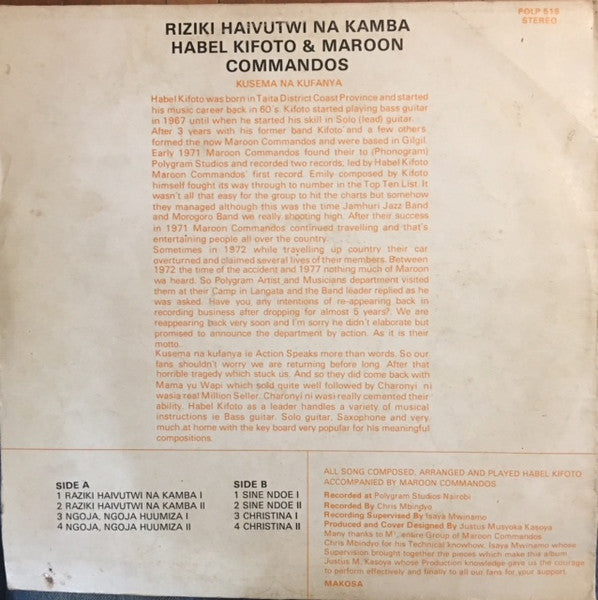 POLP 515
STEREO
RIZIKI HAIVUTWI NA KAMBA
HABEL KIFOTO & MAROON
COMMANDOS
KUSEMA NA KUFANYA
Habel Kifoto was born in Taita District Coast Province and started
his music career back in 60's. Kifoto started playing bass guitar
in 1967 until when he started his skill in Solo (lead) guitar.
After 3 years with his former band Kifoto and a few others
formed the now Maroon Commandos and were based in Gilgil.
Early 1971 Maroon Commandos found their to (Phonogram)
Polygram Studios and recorded two records, led by Habel Kifoto
Maroon Commandos' first record. Emily composed by Kifoto
himself fought its way through to number in the Top Ten List. It
wasn't all that easy for the group to hit the charts but somehow
they managed although this was the time Jamhuri Jazz Band
and Morogoro Band we really shooting high. After their success
in 1971 Maroon Commandos continued travelling and that's
entertaining people all over the country.
Sometimes in 1972 while travelling up country their car
overturned and claimed several lives of their members. Between
1972 the time of the accident and 1977 nothing much of Maroon
wa heard. So Polygram Artist and Musicians department visited
them at their Camp in Langata and the Band leader replied as he
was asked. Have you any intentions of re-appearing back in
recording business after dropping for almost 5 years?. We are
reappearing back very soon and I'm sorry he didn't elaborate but
promised to announce the department by action. As it is their
motto.
Kusema na kufanya ie Action Speaks more than words. So our
fans shouldn't worry we are returning before long. After that
horrible tragedy which stuck us. And so they did come back with
Mama yu Wapi which sold quite well followed by Charonyi ni
wasi a real Million Seller. Charonyi ni wasi really cemented their
ability. Habel Kifoto as a leader handles a variety of musical
instructions ie Bass guitar. Solo guitar, Saxophone and very
much at home with the key board very popular for his meaningful
compositions.
SIDE A
1 RAZIKI HAIVUTWI NA KAMBA I
2 RAZIKI HAIVUTWI NA KAMBA II
3 NGOJA, NGOJA HUUMIZA I
4 NGOJA, NGOJA HUUMIZA II
SIDE B
1 SINE NDOE I
2 SINE NDOE II
3 CHRISTINA I
4 CHRISTINA II
ALL SONG COMPOSED, ARRANGED AND PLAYED HABEL KIFOTO
ACCOMPANIED BY MAROON COMMANDOS
Recorded at Polygram Studios Nairobi
Recorded By Chris Mbindyo
Recording Supervised By Isaya Mwinamo
Produced and Cover Designed By Justus Musyoka Kasoya
Many thanks to entire Group of Maroon Commandos
Chris Mbindyo for his Technical knowhow, Isaya Mwinamo whose
Supervision brought together the pieces which make this album
Justus M. Kasoya whose Production knowledge gave us the courage
to perform effectively and finally to all our fans for your
support.
MAKOSA